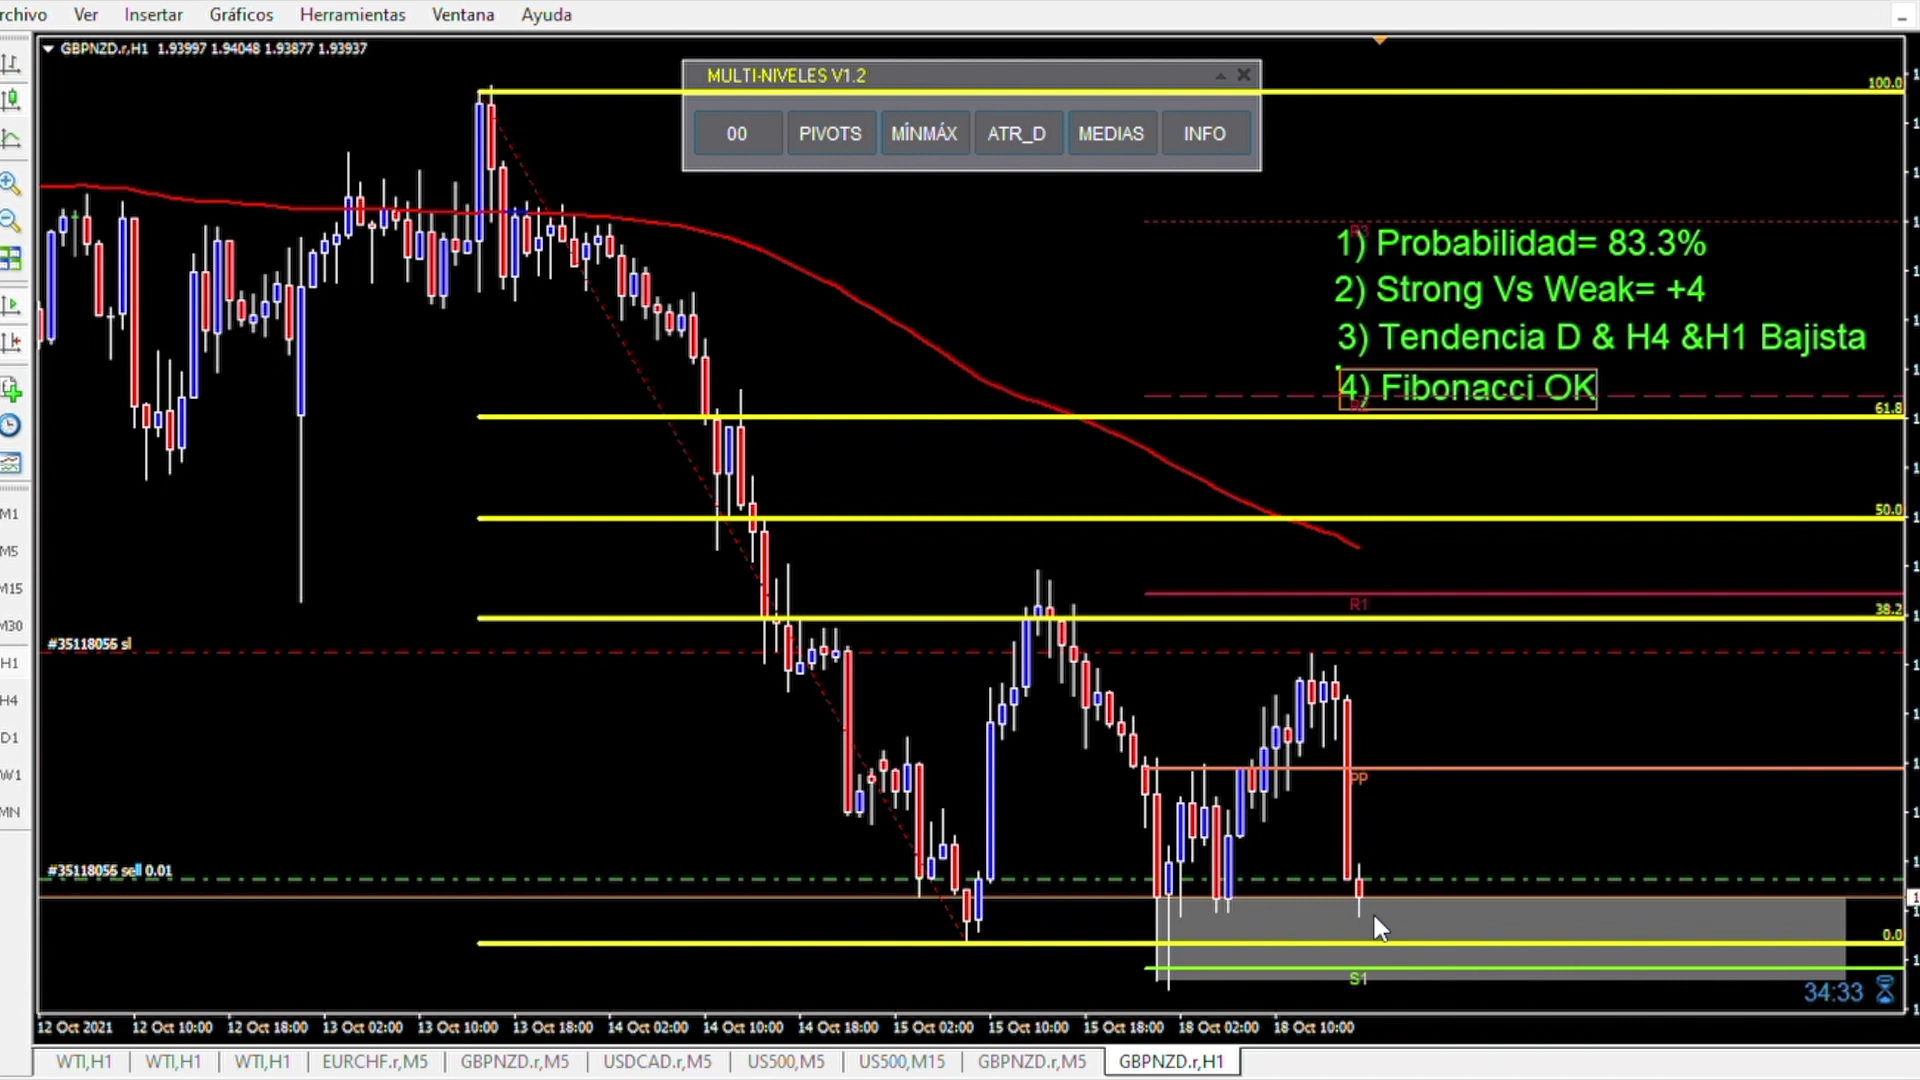 Ver Insertar Gráficos Herramientas Ventana Ayuda
GBPNZD.r,H1 1.93997 1.94048 1.93877 1.93937
MULTI-NIVELES V1.2
00 PIVOTS MÍNMÁX ATR_D MEDIAS INFO
100.0
R3
1) Probabilidad= 83.3%
2) Strong Vs Weak= +4
3) Tendencia D & H4 &H1 Bajista
4) Fibonacci OK
R2
61.8
50.0
M1
M5
M15
M30
H1
H4
D1
W1
MN
R1
38.2
#35118056 sl
pp
#35118056 sell 0.01
0.0
S1
34:33
12 Oct 2021 12 Oct 10:00 12 Oct 18:00 13 Oct 02:00 13 Oct 10:00 13 Oct 18:00 14 Oct 02:00 14 Oct 10:00 14 Oct 18:00 15 Oct 02:00 15 Oct 10:00 15 Oct 18:00 18 Oct 02:00 18 Oct 10:00
WTI,H1 WTI,H1 WTI,H1 EURCHF.r,M5 GBPNZD.r,M5 USDCAD.r,M5 US500,M5 US500,M15 GBPNZD.r,M5 GBPNZD.r,H1